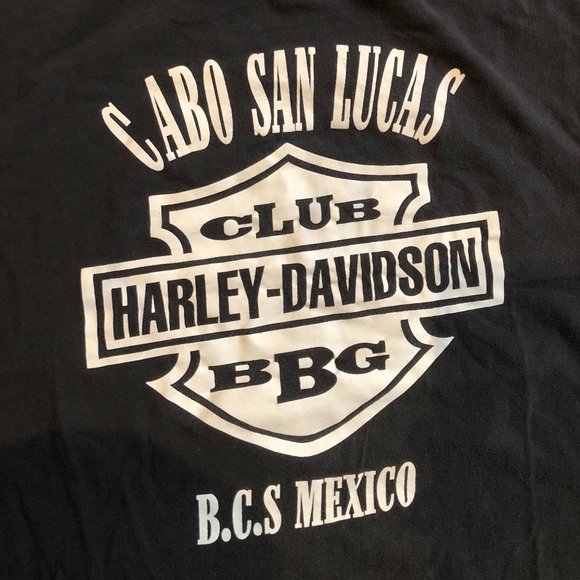 CABO SAN LUCAS
CLUB
HARLEY-DAVIDSON
BBG
B.C.S MEXICO